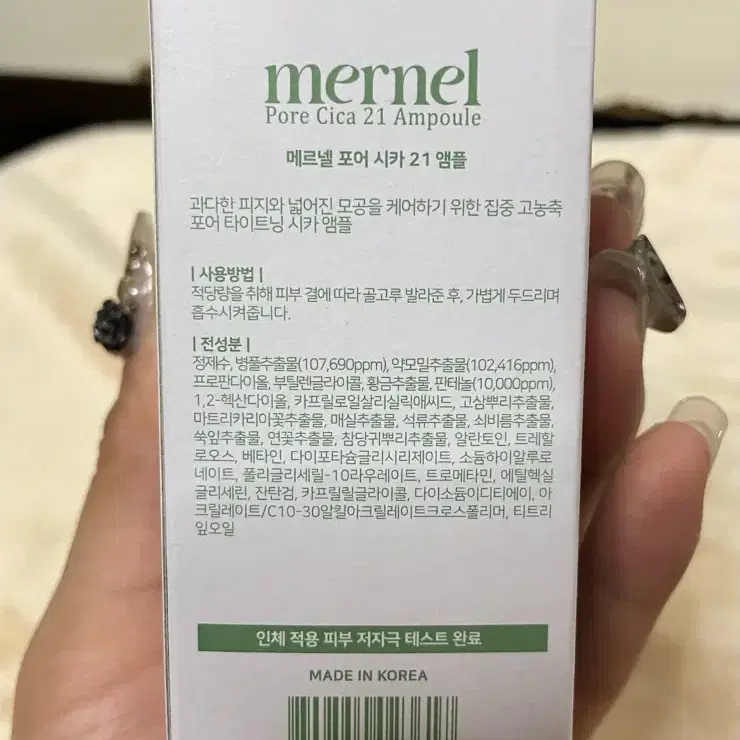 mernel
Pore Cica 21 Ampoule
메르넬 포어 시카 21 앰플
과다한 피지와 넓어진 모공을 케어하기 위한 집중 고농축
포어 타이트닝 시카 앰플
| 사용방법 |
적당량을 취해 피부 결에 따라 골고루 발라준 후, 가볍게 두드리며
흡수시켜줍니다.
| 전성분 |
정제수, 병풀추출물(107,690ppm), 약모밀추출물(102,416ppm),
프로판다이올, 부틸렌글라이콜, 황금추출물, 판테놀(10,000ppm),
1,2-헥산다이올, 카프릴로일살리실릭애씨드, 고삼뿌리추출물,
마트리카리아꽃추출물, 매실추출물, 석류추출물, 쇠비름추출물,
쑥잎추출물, 연꽃추출물, 참당귀뿌리추출물, 알란토인, 트레할
로오스, 베타인, 다이포타슘글리시리제이트, 소듐하이알루로
네이트, 폴리글리세릴-10라우레이트, 트로메타민, 에틸헥실
글리세린, 잔탄검, 카프릴릴글라이콜, 다이소듐이디티에이, 아
크릴레이트/C10-30알킬아크릴레이트크로스폴리머, 티트리
잎오일
인체 적용 피부 저자극 테스트 완료
MADE IN KOREA